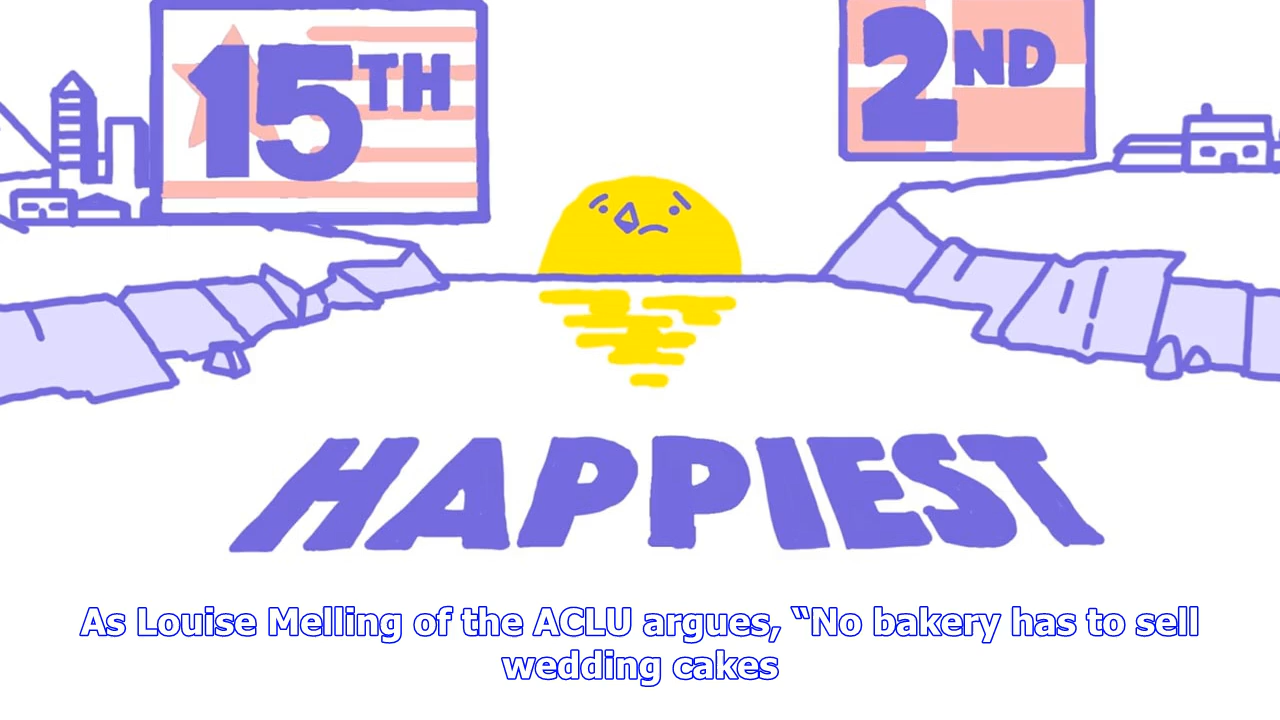 15TH
2ND
HAPPIEST
As Louise Melling of the ACLU argues, “No bakery has to sell
wedding cakes